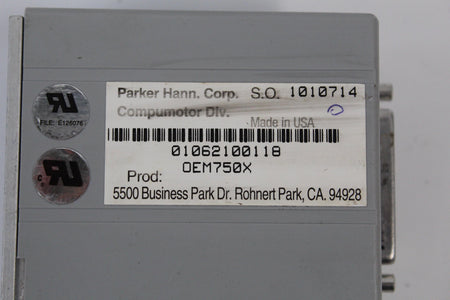 Parker Hann. Corp. S.O. 1010714
Compumotor Div.
Made in USA
FILE: E126076
01062100118
OEM750X
Prod:
5500 Business Park Dr. Rohnert Park, CA. 94928